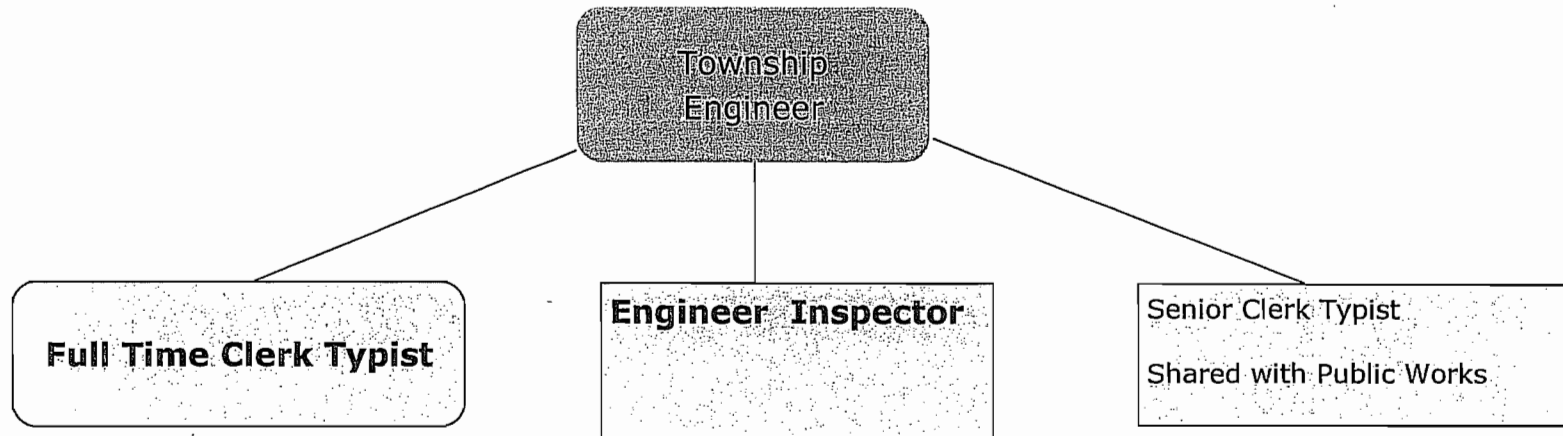 Township
Engineer
Full Time Clerk Typist
Engineer Inspector
Senior Clerk Typist
Shared with Public Works